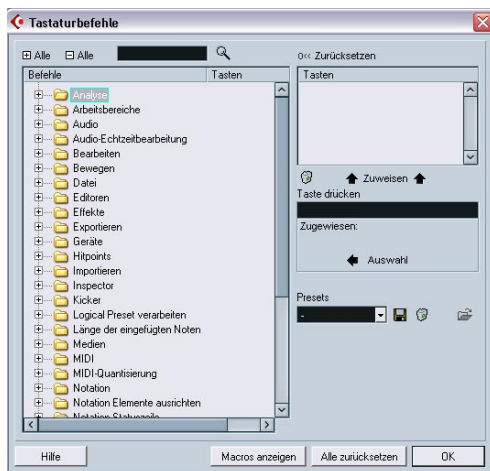 Tastaturbefehle
Alle Alle
Befehle Tasten
Analyse
Arbeitsbereiche
Audio
Audio-Echtzeitbearbeitung
Bearbeiten
Bewegen
Datei
Editoren
Effekte
Exportieren
Geräte
Hitpoints
Importieren
Inspector
Kicker
Logical Preset verarbeiten
Länge der eingefügten Noten
Medien
MIDI
MIDI-Quantisierung
Notation
Notation Elemente ausrichten
Notation Statuszeile
Zurücksetzen
Tasten
Zuweisen
Taste drücken
Zugewiesen:
Auswahl
Presets
-
Hilfe Macros anzeigen Alle zurücksetzen OK